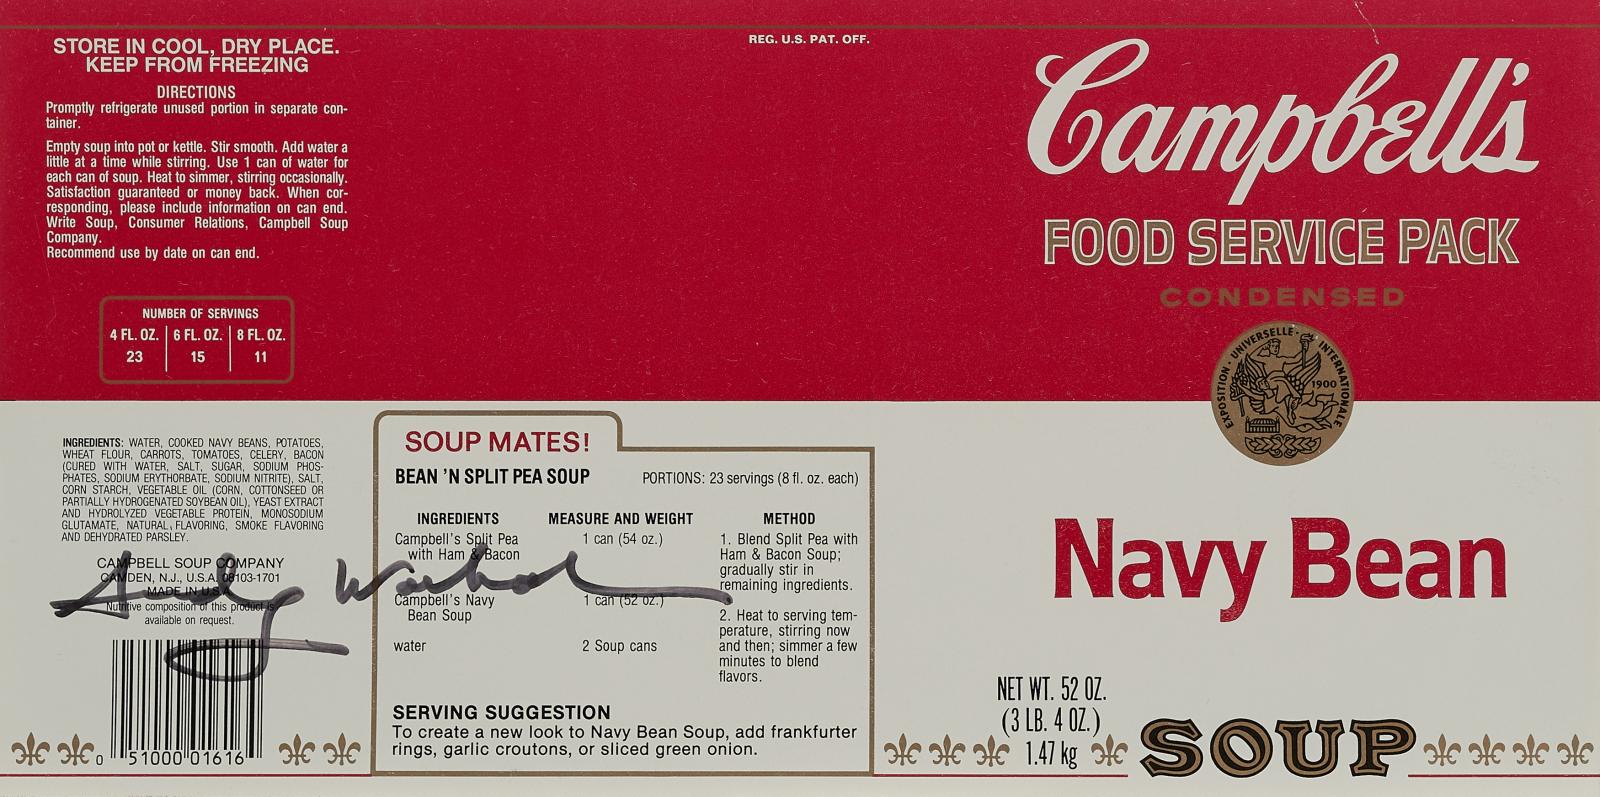 STORE IN COOL, DRY PLACE.
KEEP FROM FREEZING
DIRECTIONS
Promptly refrigerate unused portion in separate con-
tainer.
Empty soup into pot or kettle. Stir smooth. Add water a
little at a time while stirring. Use 1 can of water for
each can of soup. Heat to simmer, stirring occasionally.
Satisfaction guaranteed or money back. When cor-
responding, please include information on can end.
Write Soup, Consumer Relations, Campbell Soup
Company.
Recommend use by date on can end.
NUMBER OF SERVINGS
4 FL. OZ. 6 FL. OZ. 8 FL. OZ.
23 15 11
INGREDIENTS: WATER, COOKED NAVY BEANS, POTATOES,
WHEAT FLOUR, CARROTS, TOMATOES, CELERY, BACON
(CURED WITH WATER, SALT, SUGAR, SODIUM PHOS-
PHATES, SODIUM ERYTHORBATE, SODIUM NITRITE), SALT,
CORN STARCH, VEGETABLE OIL (CORN, COTTONSEED OR
PARTIALLY HYDROGENATED SOYBEAN OIL), YEAST EXTRACT
AND HYDROLYZED VEGETABLE PROTEIN, MONOSODIUM
GLUTAMATE, NATURAL FLAVORING, SMOKE FLAVORING
AND DEHYDRATED PARSLEY.
CAMPBELL SOUP COMPANY
CAMDEN, N.J., U.S.A. 08103-1701
MADE IN U.S.A.
Nutritive composition of this product is
available on request.
Andy Warhol
0 51000 01616
REG. U.S. PAT. OFF.
SOUP MATES!
BEAN 'N SPLIT PEA SOUP PORTIONS: 23 servings (8 fl. oz. each)
INGREDIENTS MEASURE AND WEIGHT METHOD
Campbell's Split Pea 1 can (54 oz.) 1. Blend Split Pea with
with Ham & Bacon Ham & Bacon Soup;
gradually stir in
remaining ingredients.
Campbell's Navy 1 can (52 oz.)
Bean Soup 2. Heat to serving tem-
perature, stirring now
water 2 Soup cans and then; simmer a few
minutes to blend
flavors.
SERVING SUGGESTION
To create a new look to Navy Bean Soup, add frankfurter
rings, garlic croutons, or sliced green onion.
Campbell's
FOOD SERVICE PACK
CONDENSED
EXPOSITION · UNIVERSELLE · INTERNATIONALE
1900
Navy Bean
NET WT. 52 OZ.
(3 LB. 4 OZ.)
1.47 kg
SOUP